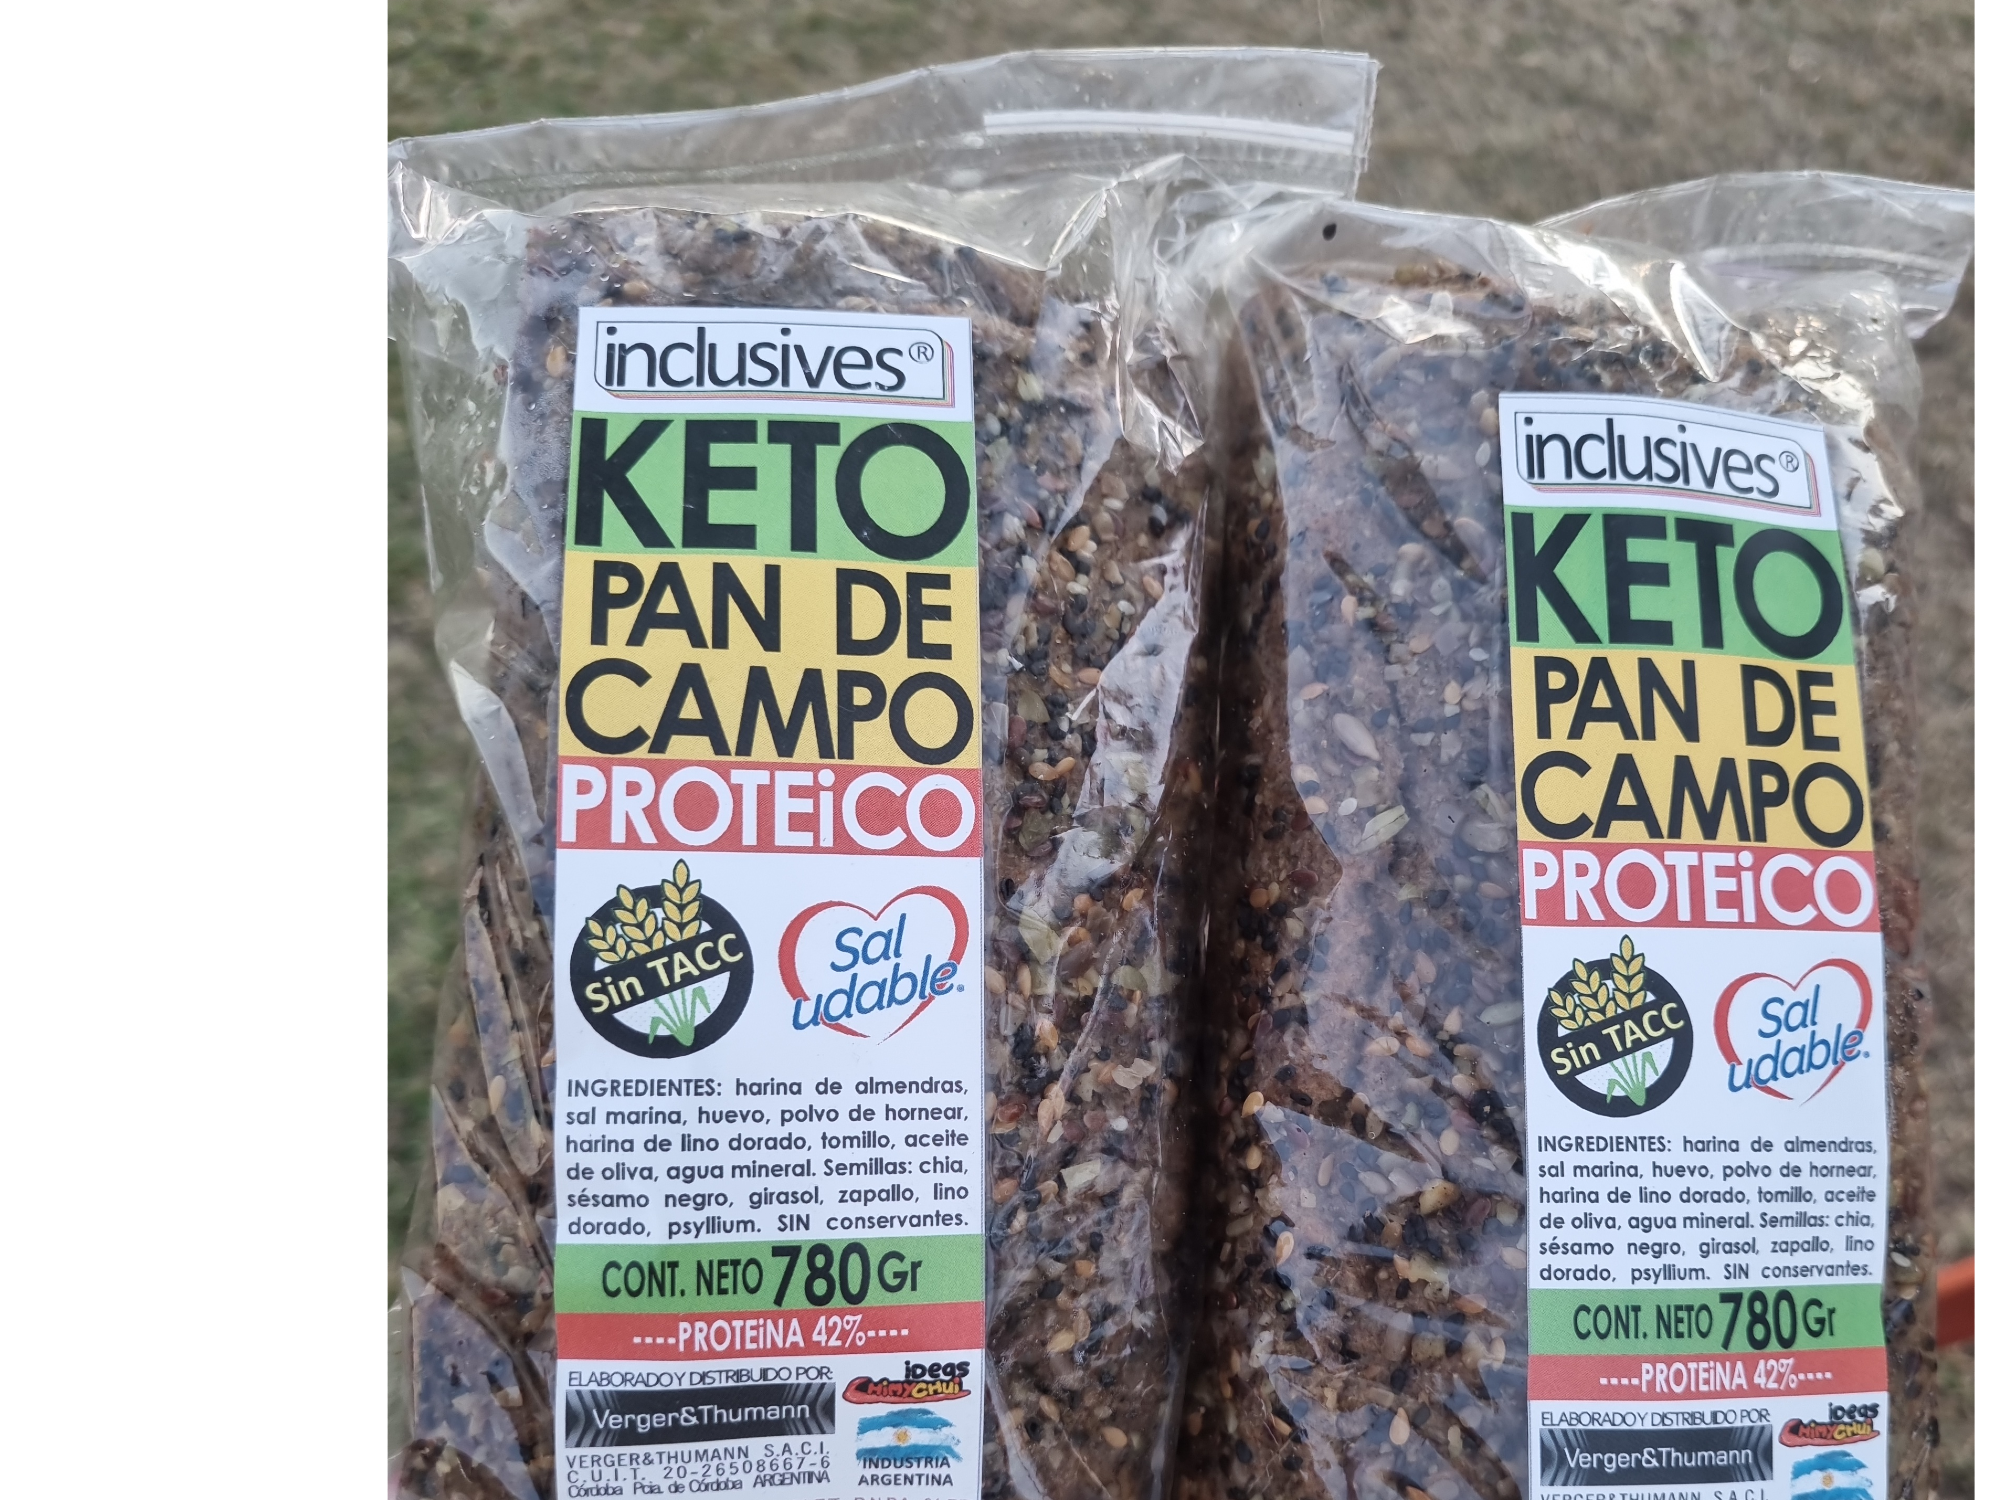 inclusives®
KETO
PAN DE
CAMPO
PROTEiCO
Sin TACC
Sal
udable®
INGREDIENTES: harina de almendras,
sal marina, huevo, polvo de hornear,
harina de lino dorado, tomillo, aceite
de oliva, agua mineral. Semillas: chia,
sésamo negro, girasol, zapallo, lino
dorado, psyllium. SIN conservantes.
CONT. NETO 780Gr
----PROTEiNA 42%----
ELABORADO Y DISTRIBUIDO POR:
Verger&Thumann
VERGER&THUMANN S.A.C.I.
C.U.I.T. 20-26508667-6
Córdoba Pcia. de Córdoba ARGENTINA
ideas
CHIMYCHUI
INDUSTRIA
ARGENTINA
inclusives®
KETO
PAN DE
CAMPO
PROTEiCO
Sin TACC
Sal
udable®
INGREDIENTES: harina de almendras,
sal marina, huevo, polvo de hornear,
harina de lino dorado, tomillo, aceite
de oliva, agua mineral. Semillas: chia,
sésamo negro, girasol, zapallo, lino
dorado, psyllium. SIN conservantes.
CONT. NETO 780Gr
----PROTEiNA 42%----
ELABORADO Y DISTRIBUIDO POR:
Verger&Thumann
VERGER&THUMANN S.A.C.I.
ideas
CHIMYCHUI